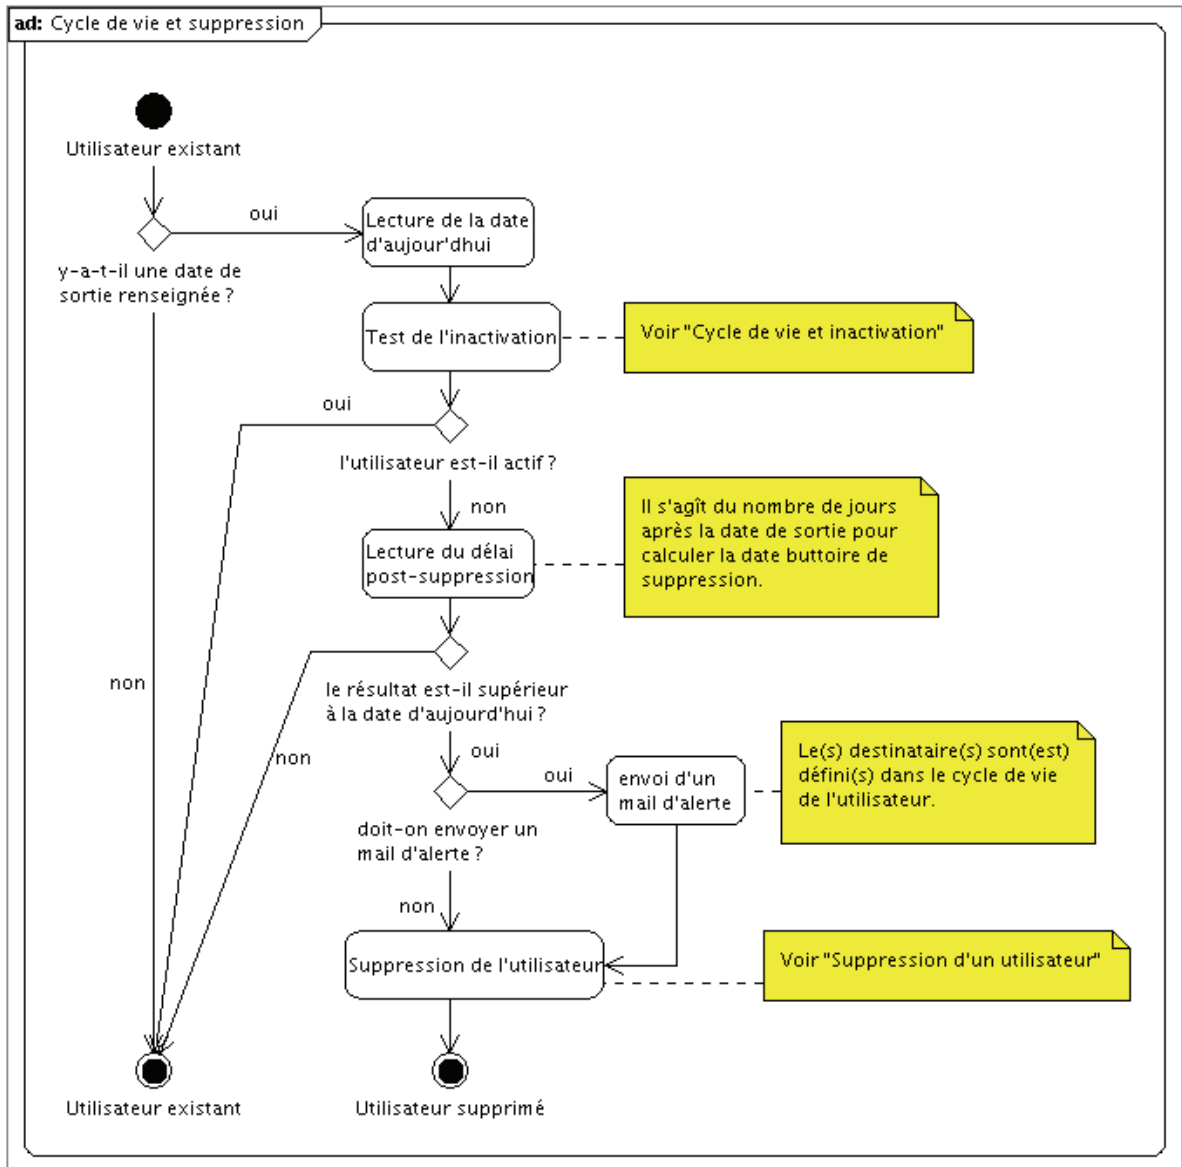 ad: Cycle de vie et suppression
Utilisateur existant
oui
Lecture de la date
d'aujour'dhui
y-a-t-il une date de
sortie renseignée ?
Test de l'inactivation
Voir "Cycle de vie et inactivation"
oui
l'utilisateur est-il actif ?
non
Lecture du délai
post-suppression
Il s'agît du nombre de jours
après la date de sortie pour
calculer la date buttoire de
suppression.
non
le résultat est-il supérieur
à la date d'aujourd'hui ?
non
oui
oui
envoi d'un
mail d'alerte
Le(s) destinataire(s) sont(est)
défini(s) dans le cycle de vie
de l'utilisateur.
doit-on envoyer un
mail d'alerte ?
non
Suppression de l'utilisateur
Voir "Suppression d'un utilisateur"
Utilisateur existant
Utilisateur supprimé